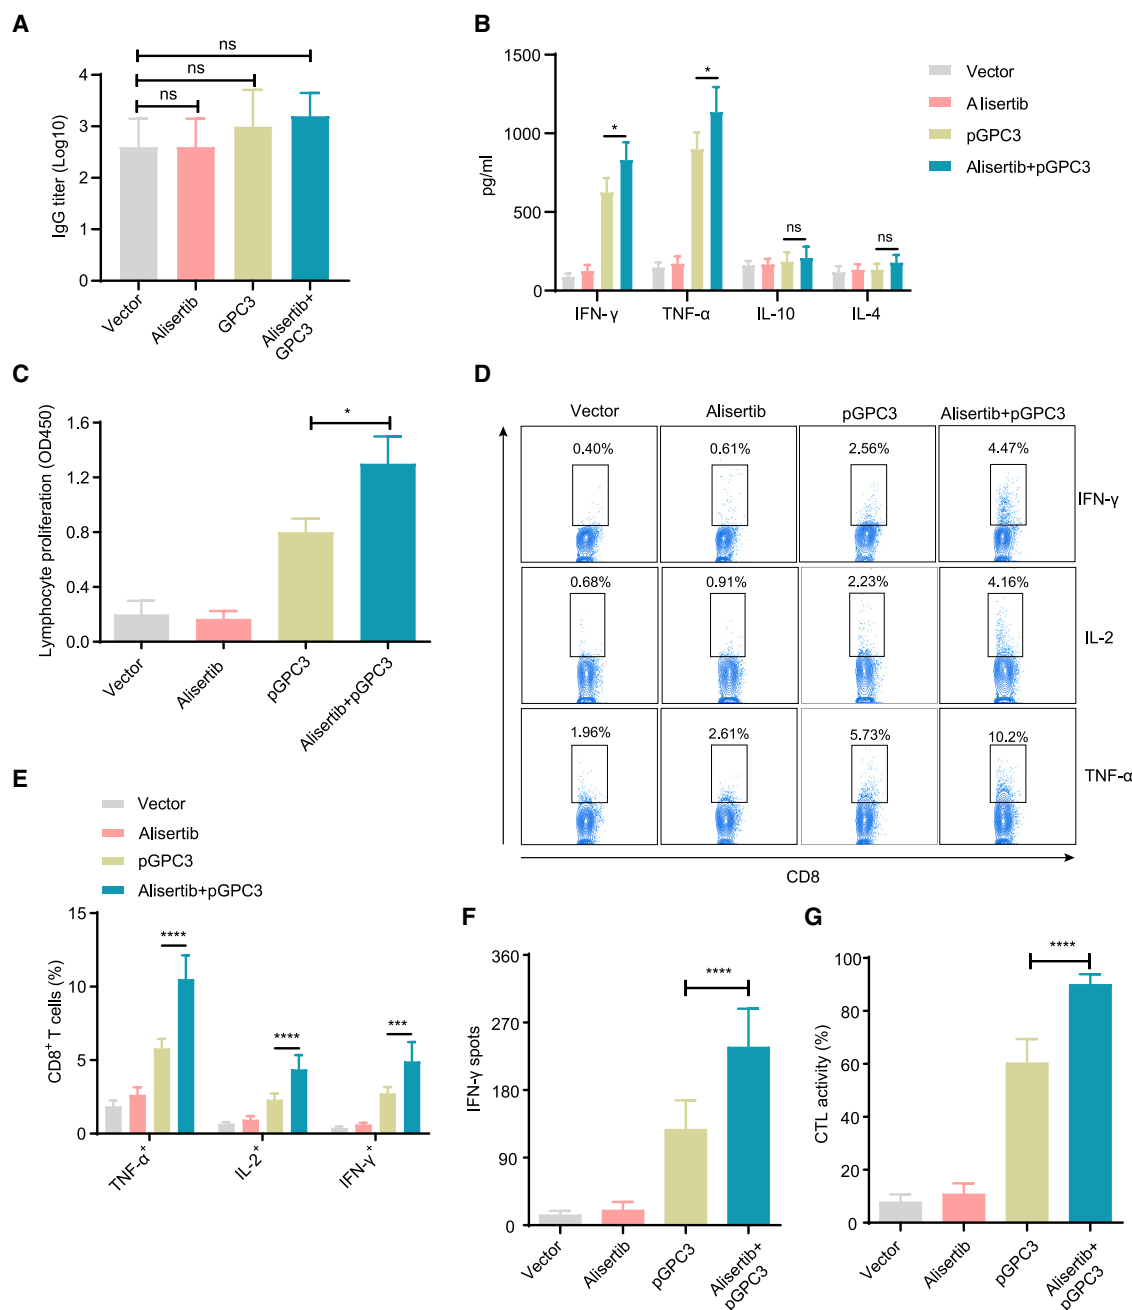 A
ns
ns
ns
IgG titer (Log10)
4
3
2
1
0
Vector
Alisertib
GPC3
Alisertib+
GPC3
B
pg/ml
1500
1000
500
0
*
*
ns
ns
IFN-γ
TNF-α
IL-10
IL-4
Vector
Alisertib
pGPC3
Alisertib+pGPC3
C
Lymphocyte proliferation (OD450)
1.6
1.2
0.8
0.4
0.0
*
Vector
Alisertib
pGPC3
Alisertib+pGPC3
D
Vector Alisertib pGPC3 Alisertib+pGPC3
0.40% 0.61% 2.56% 4.47%
IFN-γ
0.68% 0.91% 2.23% 4.16%
IL-2
1.96% 2.61% 5.73% 10.2%
TNF-α
CD8
E
Vector
Alisertib
pGPC3
Alisertib+pGPC3
CD8+ T cells (%)
15
10
5
0
****
****
***
TNF-α+
IL-2+
IFN-γ+
F
IFN-γ spots
360
270
180
90
0
****
Vector
Alisertib
pGPC3
Alisertib+
pGPC3
G
CTL activity (%)
100
80
60
40
20
0
****
Vector
Alisertib
pGPC3
Alisertib+
pGPC3